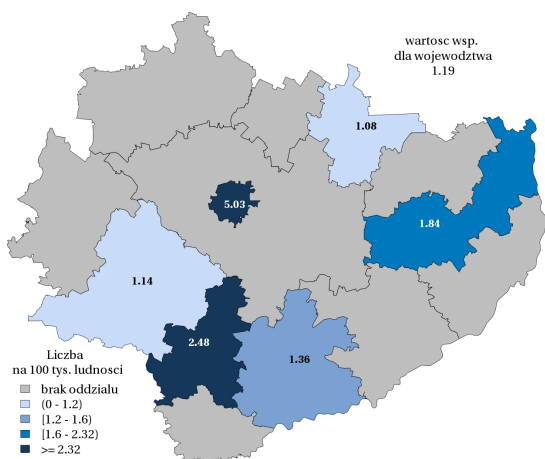 wartosc wsp.
dla wojewodztwa
1.19
1.08
5.03
1.84
1.14
2.48
1.36
Liczba
na 100 tys. ludnosci
brak oddzialu
(0 - 1.2)
[1.2 - 1.6)
[1.6 - 2.32)
>= 2.32